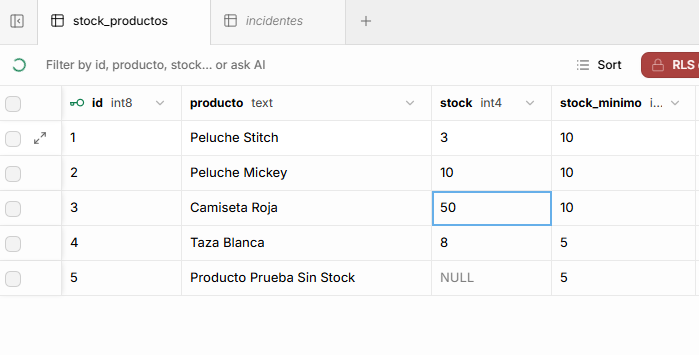 stock_productos incidentes
Filter by id, producto, stock... or ask AI Sort RLS
id int8 producto text stock int4 stock_minimo i...
1 Peluche Stitch 3 10
2 Peluche Mickey 10 10
3 Camiseta Roja 50 10
4 Taza Blanca 8 5
5 Producto Prueba Sin Stock NULL 5